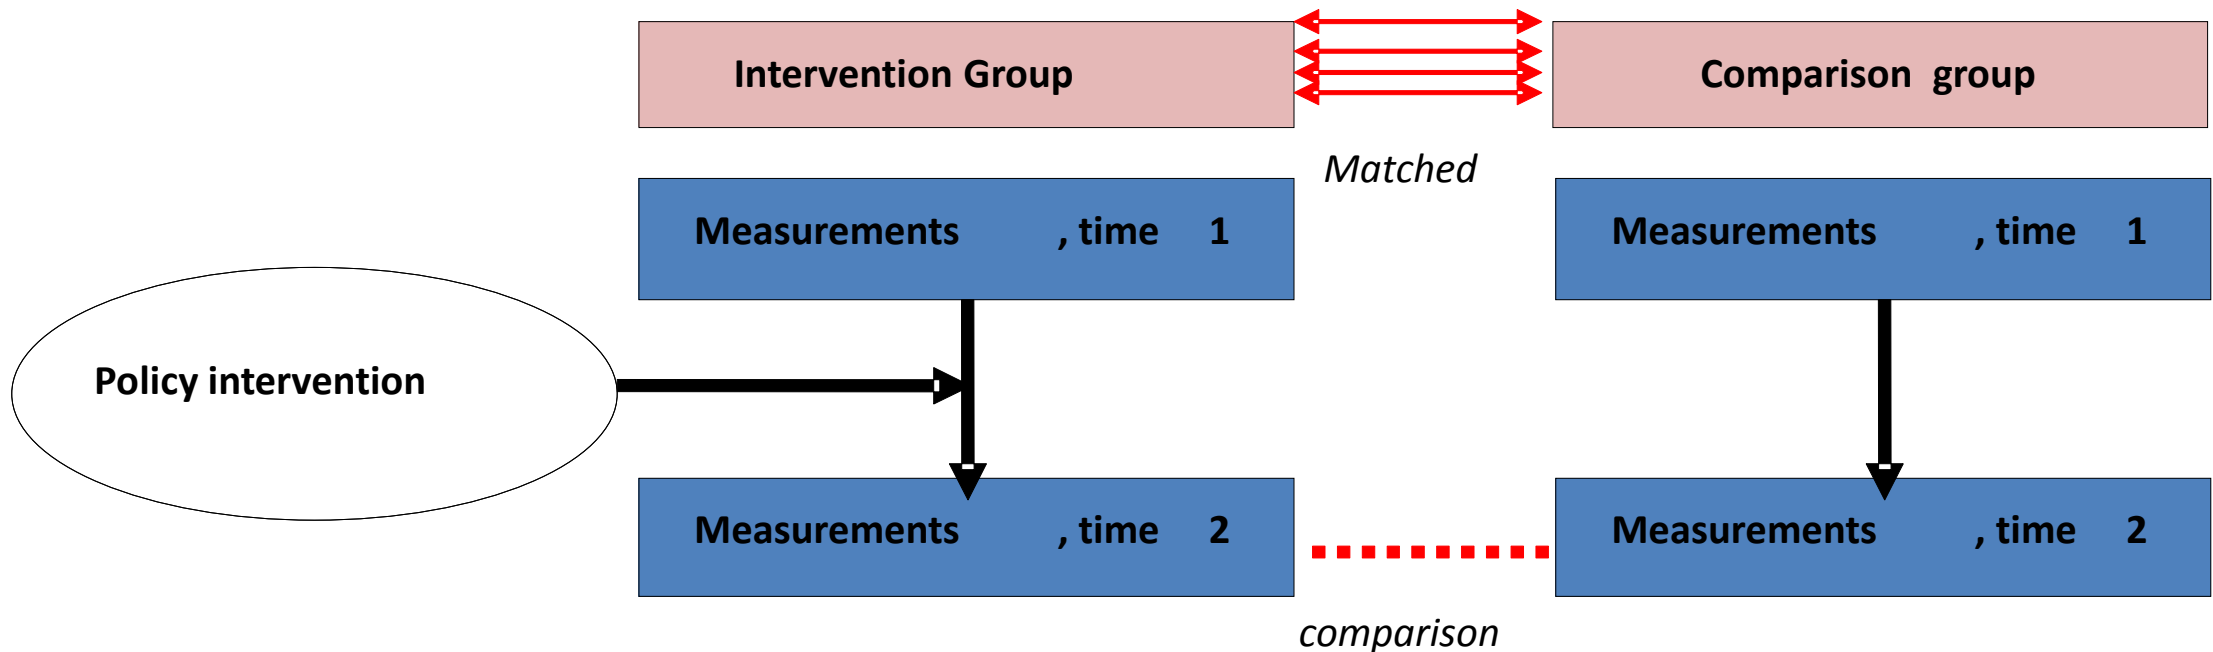 Intervention Group
Comparison group
Matched
Measurements , time 1
Measurements , time 1
Policy intervention
Measurements , time 2
Measurements , time 2
comparison